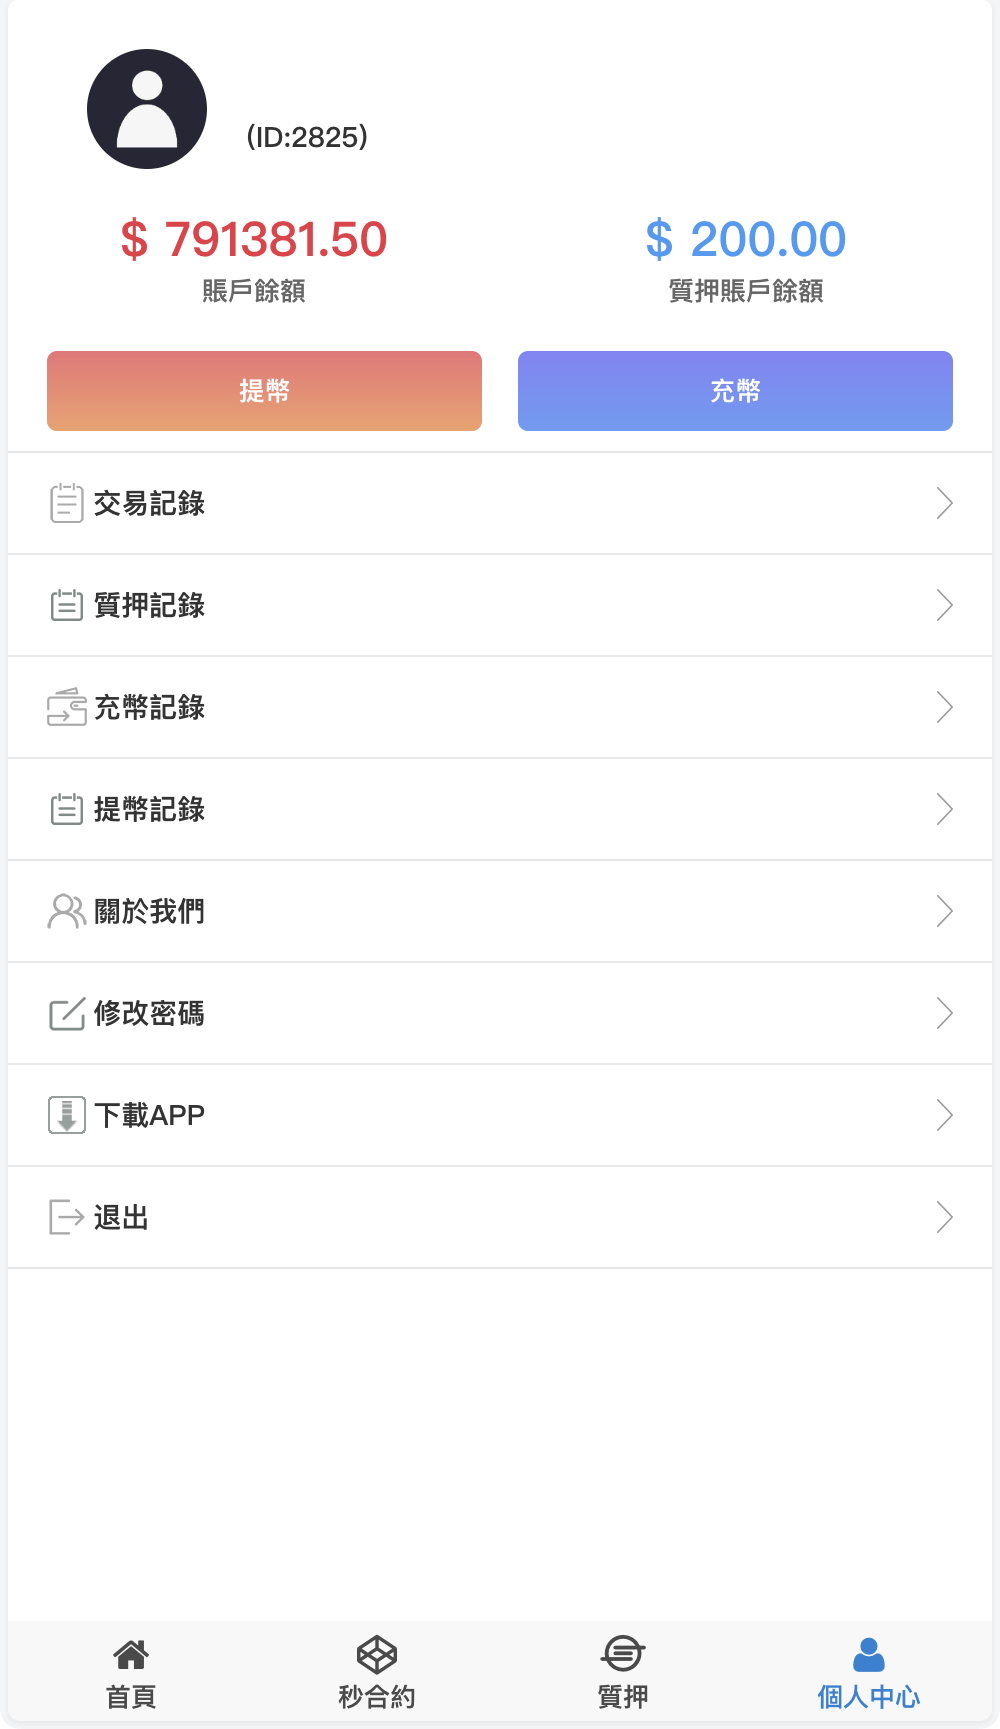 (ID:2825)
$ 791381.50
賬戶餘額
$ 200.00
質押賬戶餘額
提幣
充幣
交易記錄
質押記錄
充幣記錄
提幣記錄
關於我們
修改密碼
下載APP
退出
首頁
秒合約
質押
個人中心